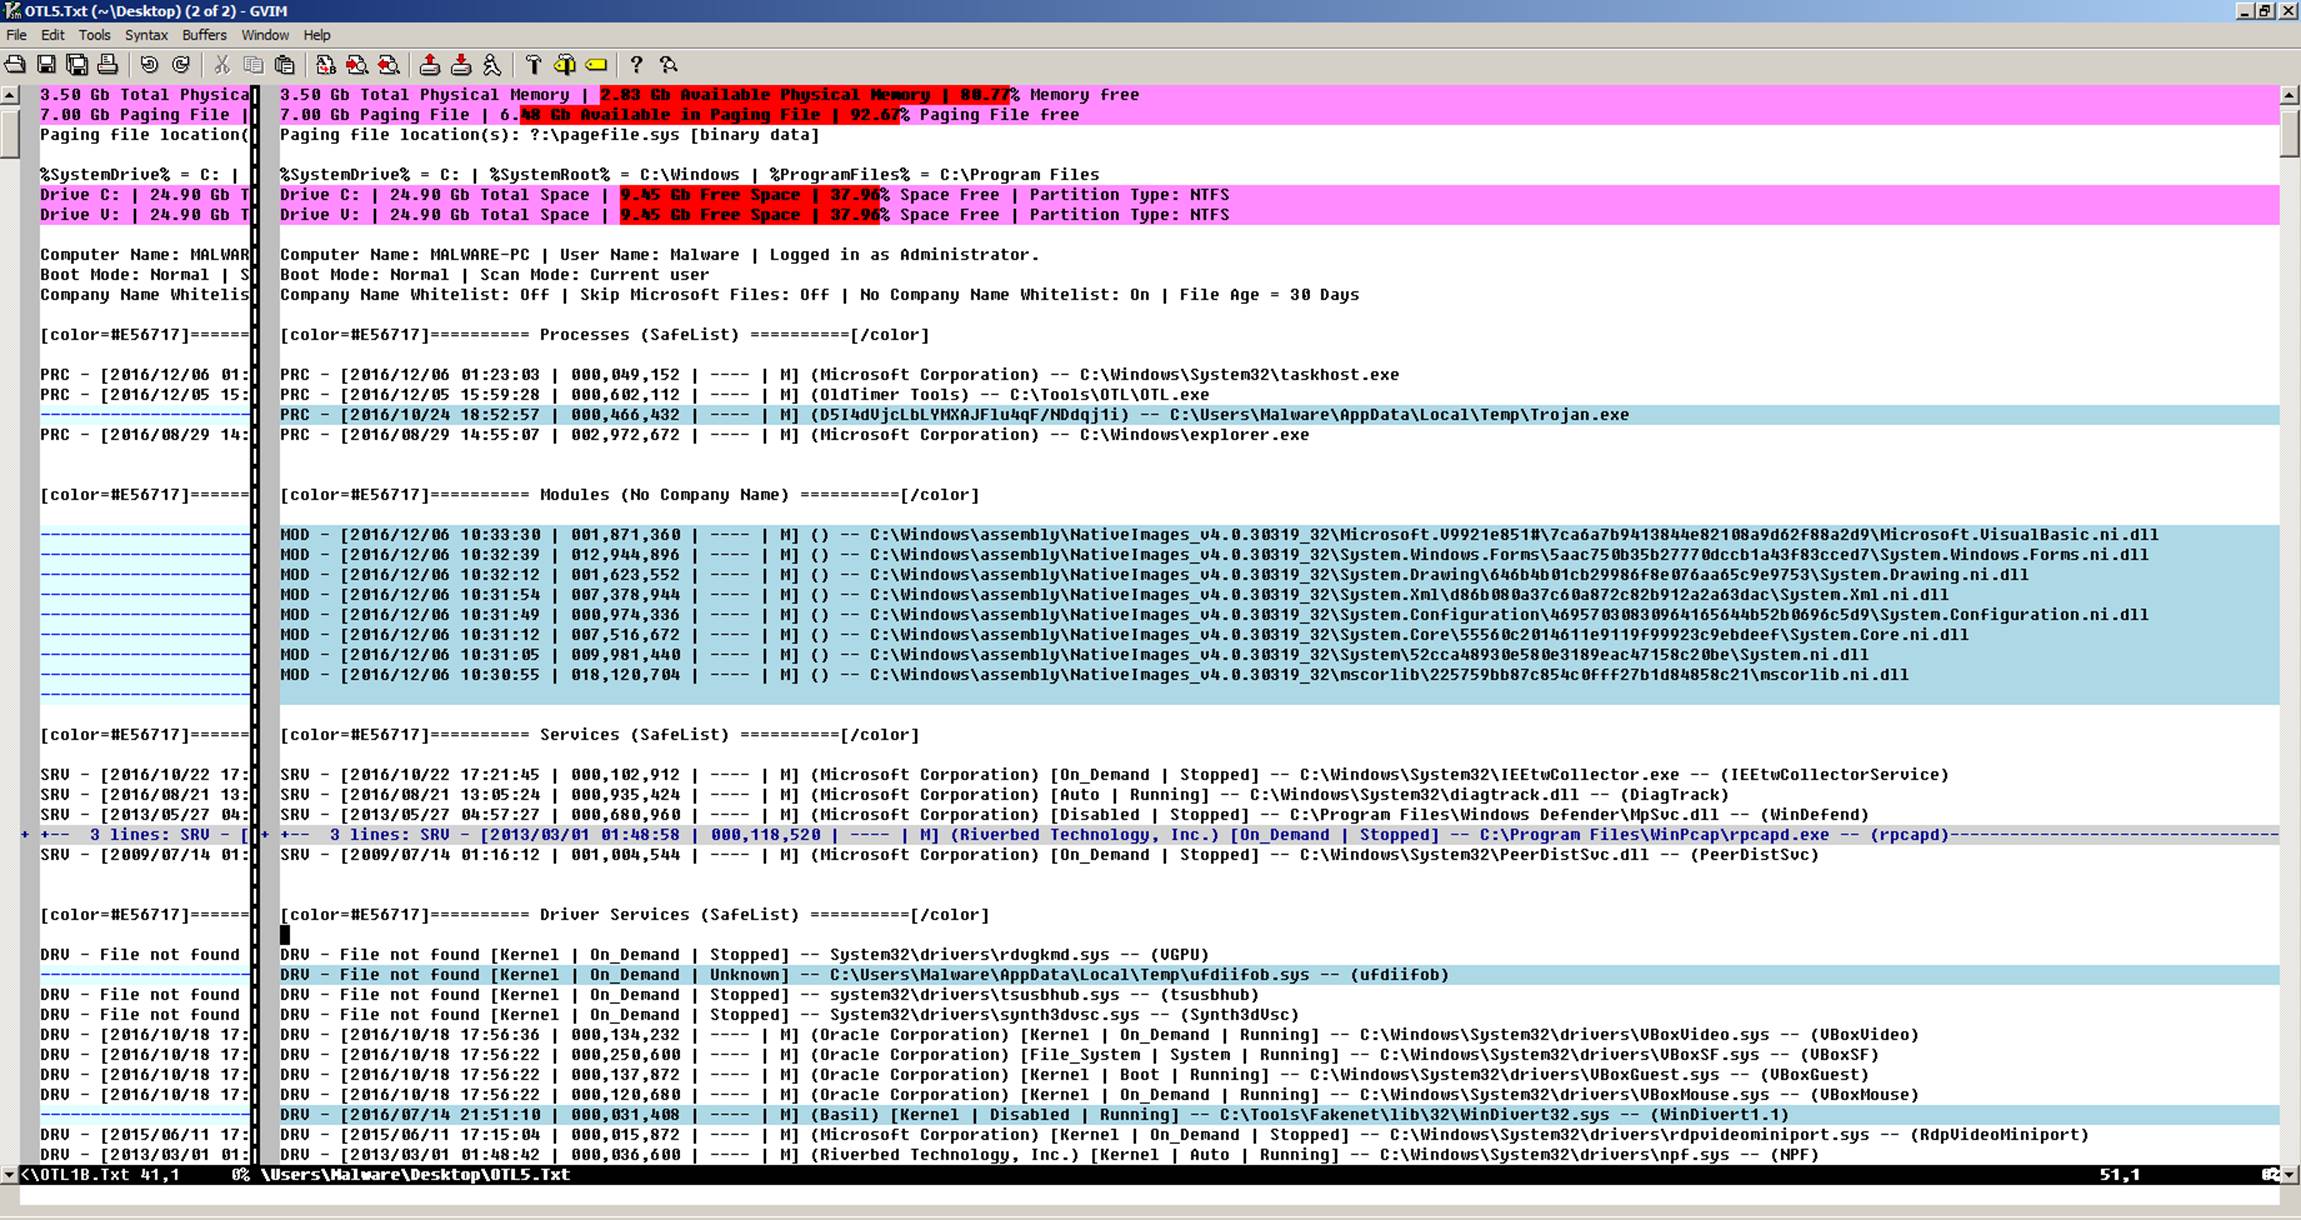 OTL5.Txt (~\Desktop) (2 of 2) - GVIM
File Edit Tools Syntax Buffers Window Help
3.50 Gb Total Physica 3.50 Gb Total Physical Memory | 2.83 Gb Available Physical Memory | 80.77% Memory free
7.00 Gb Paging File | 7.00 Gb Paging File | 6.48 Gb Available in Paging File | 92.67% Paging File free
Paging file location( Paging file location(s): ?:\pagefile.sys [binary data]
%SystemDrive% = C: | %SystemDrive% = C: | %SystemRoot% = C:\Windows | %ProgramFiles% = C:\Program Files
Drive C: | 24.90 Gb T Drive C: | 24.90 Gb Total Space | 9.45 Gb Free Space | 37.96% Space Free | Partition Type: NTFS
Drive V: | 24.90 Gb T Drive V: | 24.90 Gb Total Space | 9.45 Gb Free Space | 37.96% Space Free | Partition Type: NTFS
Computer Name: MALWAR Computer Name: MALWARE-PC | User Name: Malware | Logged in as Administrator.
Boot Mode: Normal | S Boot Mode: Normal | Scan Mode: Current user
Company Name Whitelis Company Name Whitelist: Off | Skip Microsoft Files: Off | No Company Name Whitelist: On | File Age = 30 Days
[color=#E56717]====== [color=#E56717]========== Processes (SafeList) ==========[/color]
PRC - [2016/12/06 01: PRC - [2016/12/06 01:23:03 | 000,049,152 | ---- | M] (Microsoft Corporation) -- C:\Windows\System32\taskhost.exe
PRC - [2016/12/05 15: PRC - [2016/12/05 15:59:28 | 000,602,112 | ---- | M] (OldTimer Tools) -- C:\Tools\OTL\OTL.exe
PRC - [2016/10/24 18:52:57 | 000,466,432 | ---- | M] (D5I4dVjcLbLYMXAJFlu4qF/NDdqj1i) -- C:\Users\Malware\AppData\Local\Temp\Trojan.exe
PRC - [2016/08/29 14: PRC - [2016/08/29 14:55:07 | 002,972,672 | ---- | M] (Microsoft Corporation) -- C:\Windows\explorer.exe
[color=#E56717]====== [color=#E56717]========== Modules (No Company Name) ==========[/color]
MOD - [2016/12/06 10:33:30 | 001,871,360 | ---- | M] () -- C:\Windows\assembly\NativeImages_v4.0.30319_32\Microsoft.V9921e851#\7ca6a7b9413844e82108a9d62f88a2d9\Microsoft.VisualBasic.ni.dll
MOD - [2016/12/06 10:32:39 | 012,944,896 | ---- | M] () -- C:\Windows\assembly\NativeImages_v4.0.30319_32\System.Windows.Forms\5aac750b35b27770dccb1a43f83cced7\System.Windows.Forms.ni.dll
MOD - [2016/12/06 10:32:12 | 001,623,552 | ---- | M] () -- C:\Windows\assembly\NativeImages_v4.0.30319_32\System.Drawing\646b4b01cb29986f8e076aa65c9e9753\System.Drawing.ni.dll
MOD - [2016/12/06 10:31:54 | 007,378,944 | ---- | M] () -- C:\Windows\assembly\NativeImages_v4.0.30319_32\System.Xml\d86b080a37c60a872c82b912a2a63dac\System.Xml.ni.dll
MOD - [2016/12/06 10:31:49 | 000,974,336 | ---- | M] () -- C:\Windows\assembly\NativeImages_v4.0.30319_32\System.Configuration\46957030830964165644b52b0696c5d9\System.Configuration.ni.dll
MOD - [2016/12/06 10:31:12 | 007,516,672 | ---- | M] () -- C:\Windows\assembly\NativeImages_v4.0.30319_32\System.Core\55560c2014611e9119f99923c9ebdeef\System.Core.ni.dll
MOD - [2016/12/06 10:31:05 | 009,981,440 | ---- | M] () -- C:\Windows\assembly\NativeImages_v4.0.30319_32\System\52cca48930e580e3189eac47158c20be\System.ni.dll
MOD - [2016/12/06 10:30:55 | 018,120,704 | ---- | M] () -- C:\Windows\assembly\NativeImages_v4.0.30319_32\mscorlib\225759bb87c854c0fff27b1d84858c21\mscorlib.ni.dll
[color=#E56717]====== [color=#E56717]========== Services (SafeList) ==========[/color]
SRV - [2016/10/22 17: SRV - [2016/10/22 17:21:45 | 000,102,912 | ---- | M] (Microsoft Corporation) [On_Demand | Stopped] -- C:\Windows\System32\IEEtwCollector.exe -- (IEEtwCollectorService)
SRV - [2016/08/21 13: SRV - [2016/08/21 13:05:24 | 000,935,424 | ---- | M] (Microsoft Corporation) [Auto | Running] -- C:\Windows\System32\diagtrack.dll -- (DiagTrack)
SRV - [2013/05/27 04: SRV - [2013/05/27 04:57:27 | 000,680,960 | ---- | M] (Microsoft Corporation) [Disabled | Stopped] -- C:\Program Files\Windows Defender\MpSvc.dll -- (WinDefend)
+ +-- 3 lines: SRV - [ + +-- 3 lines: SRV - [2013/03/01 01:48:58 | 000,118,520 | ---- | M] (Riverbed Technology, Inc.) [On_Demand | Stopped] -- C:\Program Files\WinPcap\rpcapd.exe -- (rpcapd)---------------------------------
SRV - [2009/07/14 01: SRV - [2009/07/14 01:16:12 | 001,004,544 | ---- | M] (Microsoft Corporation) [On_Demand | Stopped] -- C:\Windows\System32\PeerDistSvc.dll -- (PeerDistSvc)
[color=#E56717]====== [color=#E56717]========== Driver Services (SafeList) ==========[/color]
DRV - File not found DRV - File not found [Kernel | On_Demand | Stopped] -- System32\drivers\rdvgkmd.sys -- (VGPU)
DRV - File not found [Kernel | On_Demand | Unknown] -- C:\Users\Malware\AppData\Local\Temp\ufdiifob.sys -- (ufdiifob)
DRV - File not found DRV - File not found [Kernel | On_Demand | Stopped] -- system32\drivers\tsusbhub.sys -- (tsusbhub)
DRV - File not found DRV - File not found [Kernel | On_Demand | Stopped] -- System32\drivers\synth3dvsc.sys -- (Synth3dVsc)
DRV - [2016/10/18 17: DRV - [2016/10/18 17:56:36 | 000,134,232 | ---- | M] (Oracle Corporation) [Kernel | On_Demand | Running] -- C:\Windows\System32\drivers\VBoxVideo.sys -- (VBoxVideo)
DRV - [2016/10/18 17: DRV - [2016/10/18 17:56:22 | 000,250,600 | ---- | M] (Oracle Corporation) [File_System | System | Running] -- C:\Windows\System32\drivers\VBoxSF.sys -- (VBoxSF)
DRV - [2016/10/18 17: DRV - [2016/10/18 17:56:22 | 000,137,872 | ---- | M] (Oracle Corporation) [Kernel | Boot | Running] -- C:\Windows\System32\drivers\VBoxGuest.sys -- (VBoxGuest)
DRV - [2016/10/18 17: DRV - [2016/10/18 17:56:22 | 000,120,680 | ---- | M] (Oracle Corporation) [Kernel | On_Demand | Running] -- C:\Windows\System32\drivers\VBoxMouse.sys -- (VBoxMouse)
DRV - [2016/07/14 21:51:10 | 000,031,408 | ---- | M] (Basil) [Kernel | Disabled | Running] -- C:\Tools\Fakenet\lib\32\WinDivert32.sys -- (WinDivert1.1)
DRV - [2015/06/11 17: DRV - [2015/06/11 17:15:04 | 000,015,872 | ---- | M] (Microsoft Corporation) [Kernel | On_Demand | Stopped] -- C:\Windows\System32\drivers\rdpvideominiport.sys -- (RdpVideoMiniport)
DRV - [2013/03/01 01: DRV - [2013/03/01 01:48:42 | 000,036,600 | ---- | M] (Riverbed Technology, Inc.) [Kernel | Auto | Running] -- C:\Windows\System32\drivers\npf.sys -- (NPF)
<\OTL1B.Txt 41,1 0% \Users\Malware\Desktop\OTL5.Txt 51,1